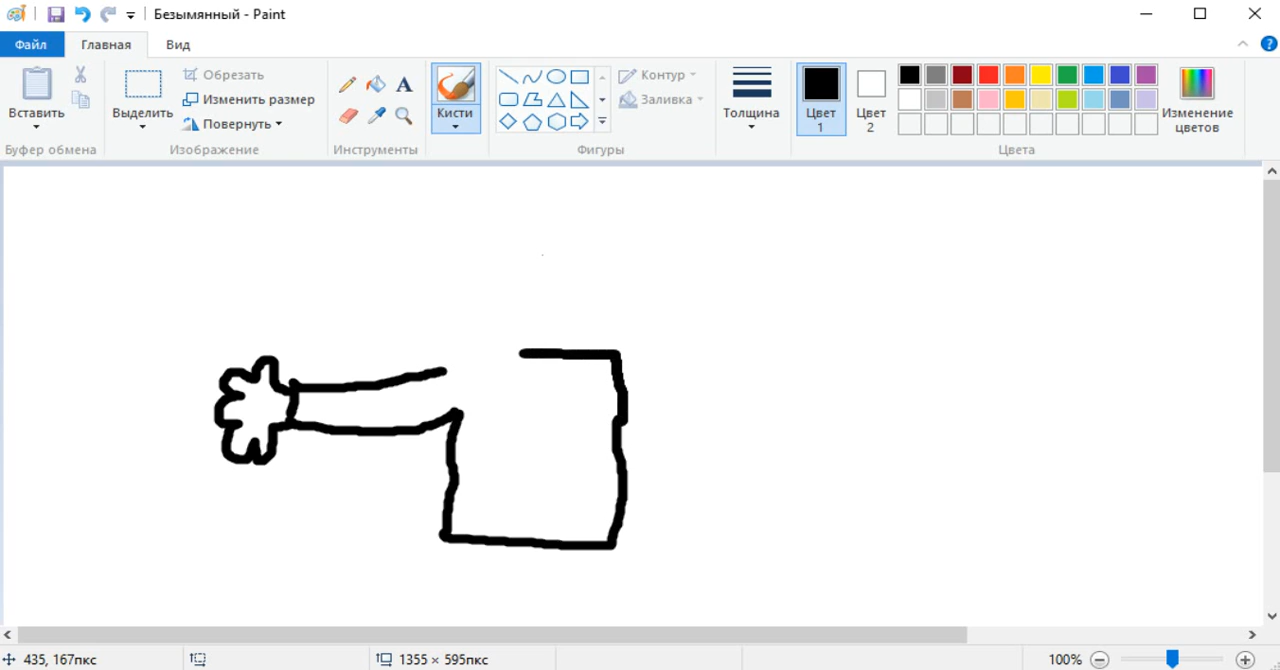 Безымянный - Paint
Файл Главная Вид
Вставить
Буфер обмена
Выделить
Обрезать
Изменить размер
Повернуть
Изображение
A
Инструменты
Кисти
Контур
Заливка
Фигуры
Толщина
Цвет 1
Цвет 2
Изменение цветов
Цвета
435, 167пкс 1355 × 595пкс 100%